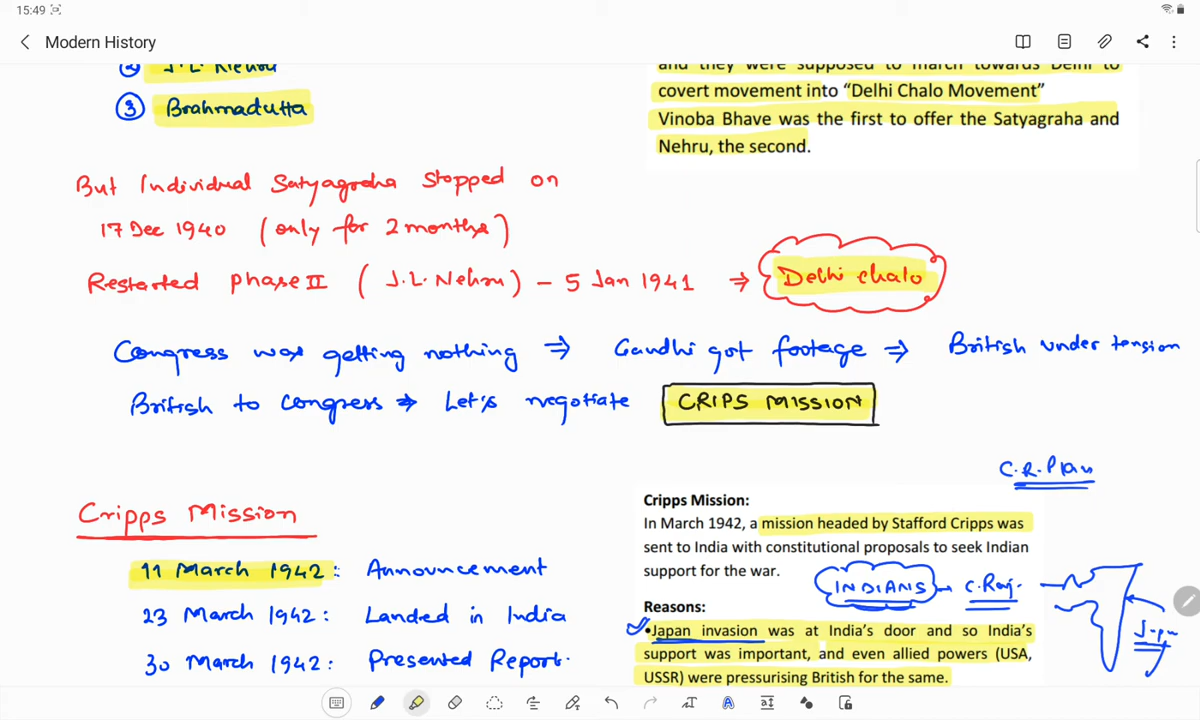 15:49
Modern History
② J.L. Nehru
③ Brahmadutta
and they were supposed to march towards Delhi to
covert movement into “Delhi Chalo Movement”
Vinoba Bhave was the first to offer the Satyagraha and
Nehru, the second.
But Individual Satyagraha Stopped on
17 Dec 1940 (only for 2 months)
Restarted phase II (J.L. Nehru) - 5 Jan 1941 ⇒ Delhi chalo
Congress was getting nothing ⇒ Gandhi got footage ⇒ British under tension
British to Congress ⇒ Let's negotiate CRIPS MISSION
C.R. Plan
Cripps Mission
11 March 1942 : Announcement
23 March 1942 : Landed in India
30 March 1942 : Presented Report.
Cripps Mission:
In March 1942, a mission headed by Stafford Cripps was
sent to India with constitutional proposals to seek Indian
support for the war.
INDIANS C. Raj.
Reasons:
•Japan invasion was at India’s door and so India’s
support was important, and even allied powers (USA,
USSR) were pressurising British for the same.